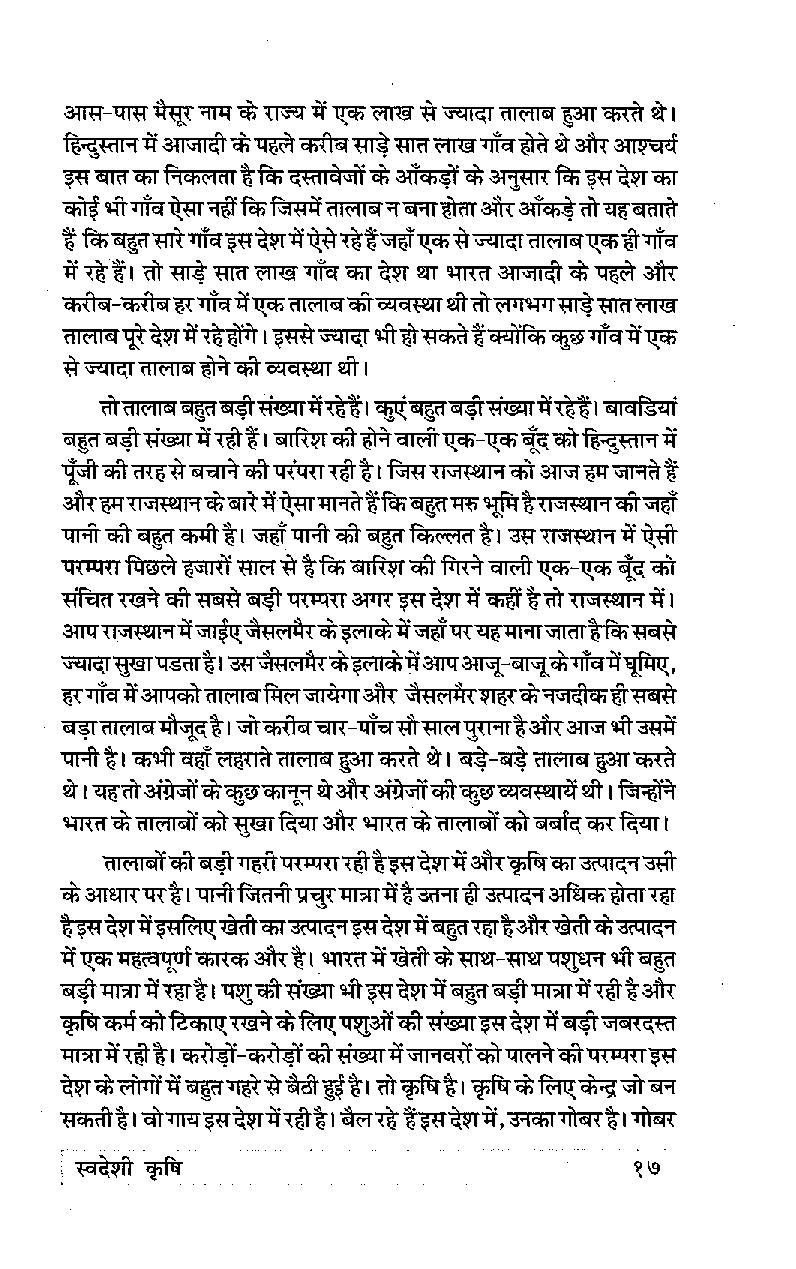 आस-पास मैसूर नाम के राज्य में एक लाख से ज्यादा तालाब हुआ करते थे।
हिन्दुस्तान में आजादी के पहले करीब साड़े सात लाख गाँव होते थे और आश्चर्य
इस बात का निकलता है कि दस्तावेजों के आँकड़ों के अनुसार कि इस देश का
कोई भी गाँव ऐसा नहीं कि जिसमें तालाब न बना होता और आँकड़े तो यह बताते
हैं कि बहुत सारे गाँव इस देश में ऐसे रहे हैं जहाँ एक से ज्यादा तालाब एक ही गाँव
में रहे हैं। तो साड़े सात लाख गाँव का देश था भारत आजादी के पहले और
करीब-करीब हर गाँव में एक तालाब की व्यवस्था थी तो लगभग साड़े सात लाख
तालाब पूरे देश में रहे होंगे। इससे ज्यादा भी हो सकते हैं क्योंकि कुछ गाँव में एक
से ज्यादा तालाब होने की व्यवस्था थी।
तो तालाब बहुत बड़ी संख्या में रहे हैं। कुएं बहुत बड़ी संख्या में रहे हैं। बावडियां
बहुत बड़ी संख्या में रही हैं। बारिश की होने वाली एक-एक बूँद को हिन्दुस्तान में
पूँजी की तरह से बचाने की परंपरा रही है। जिस राजस्थान को आज हम जानते हैं
और हम राजस्थान के बारे में ऐसा मानते हैं कि बहुत मरु भूमि है राजस्थान की जहाँ
पानी की बहुत कमी है। जहाँ पानी की बहुत किल्लत है। उस राजस्थान में ऐसी
परम्परा पिछले हजारों साल से है कि बारिश की गिरने वाली एक-एक बूँद को
संचित रखने की सबसे बड़ी परम्परा अगर इस देश में कहीं है तो राजस्थान में।
आप राजस्थान में जाईए जैसलमैर के इलाके में जहाँ पर यह माना जाता है कि सबसे
ज्यादा सुखा पडता है। उस जैसलमैर के इलाके में आप आजू-बाजू के गाँव में घूमिए,
हर गाँव में आपको तालाब मिल जायेगा और जैसलमैर शहर के नजदीक ही सबसे
बड़ा तालाब मौजूद है। जो करीब चार-पाँच सौ साल पुराना है और आज भी उसमें
पानी है। कभी वहाँ लहराते तालाब हुआ करते थे। बड़े-बड़े तालाब हुआ करते
थे। यह तो अंग्रेजों के कुछ कानून थे और अंग्रेजों की कुछ व्यवस्थायें थी। जिन्होंने
भारत के तालाबों को सुखा दिया और भारत के तालाबों को बर्बाद कर दिया।
तालाबों की बड़ी गहरी परम्परा रही है इस देश में और कृषि का उत्पादन उसी
के आधार पर है। पानी जितनी प्रचुर मात्रा में है उतना ही उत्पादन अधिक होता रहा
है इस देश में इसलिए खेती का उत्पादन इस देश में बहुत रहा है और खेती के उत्पादन
में एक महत्वपूर्ण कारक और है। भारत में खेती के साथ-साथ पशुधन भी बहुत
बड़ी मात्रा में रहा है। पशु की संख्या भी इस देश में बहुत बड़ी मात्रा में रही है और
कृषि कर्म को टिकाए रखने के लिए पशुओं की संख्या इस देश में बड़ी जबरदस्त
मात्रा में रही है। करोड़ों-करोड़ों की संख्या में जानवरों को पालने की परम्परा इस
देश के लोगों में बहुत गहरे से बैठी हुई है। तो कृषि है। कृषि के लिए केन्द्र जो बन
सकती है। वो गाय इस देश में रही है। बैल रहे हैं इस देश में, उनका गोबर है। गोबर
स्वदेशी कृषि १७